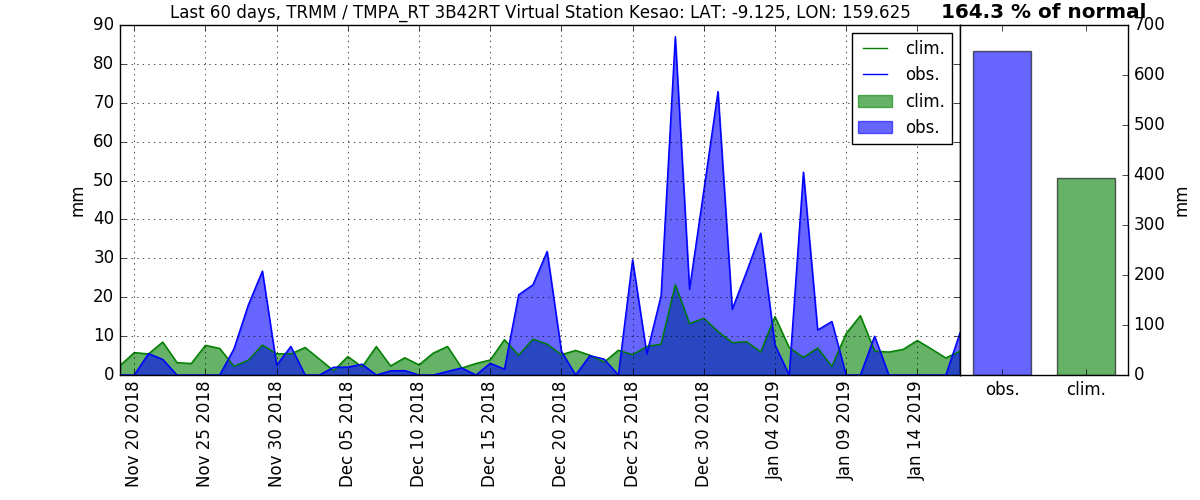 Last 60 days, TRMM / TMPA_RT 3B42RT Virtual Station Kesao: LAT: -9.125, LON: 159.625
164.3 % of normal
90
80
70
60
50
40
30
20
10
0
mm
clim.
obs.
clim.
obs.
700
600
500
400
300
200
100
0
mm
obs.
clim.
Nov 20 2018
Nov 25 2018
Nov 30 2018
Dec 05 2018
Dec 10 2018
Dec 15 2018
Dec 20 2018
Dec 25 2018
Dec 30 2018
Jan 04 2019
Jan 09 2019
Jan 14 2019